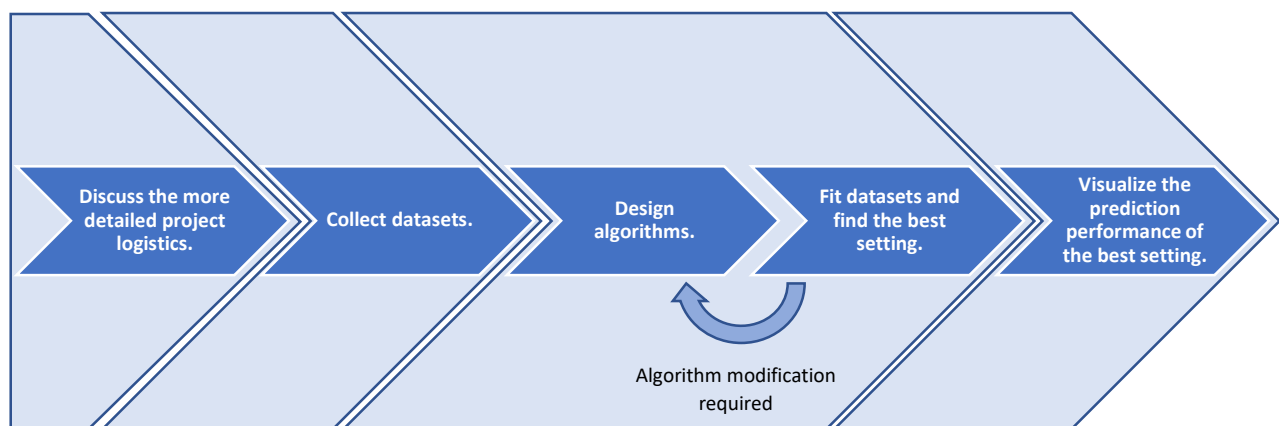 Discuss the more
detailed project
logistics.
Collect datasets.
Design
algorithms.
Fit datasets and
find the best
setting.
Visualize the
prediction
performance of
the best setting.
Algorithm modification
required